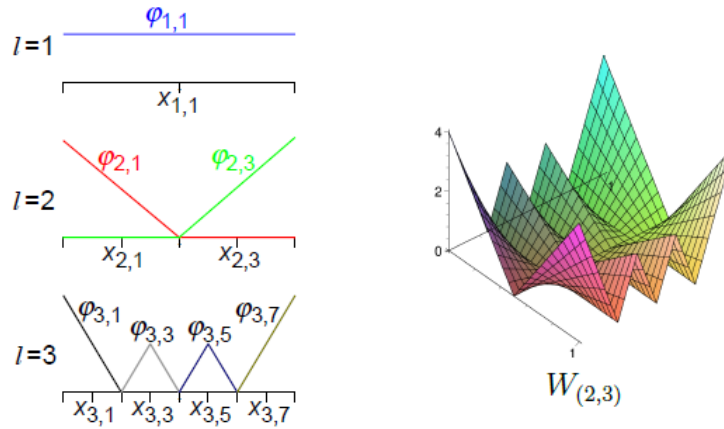 φ1,1
l=1
x1,1
φ2,1 φ2,3
l=2
x2,1 x2,3
φ3,1 φ3,3 φ3,5 φ3,7
l=3
x3,1 x3,3 x3,5 x3,7
4
2
0
1
1
W(2,3)